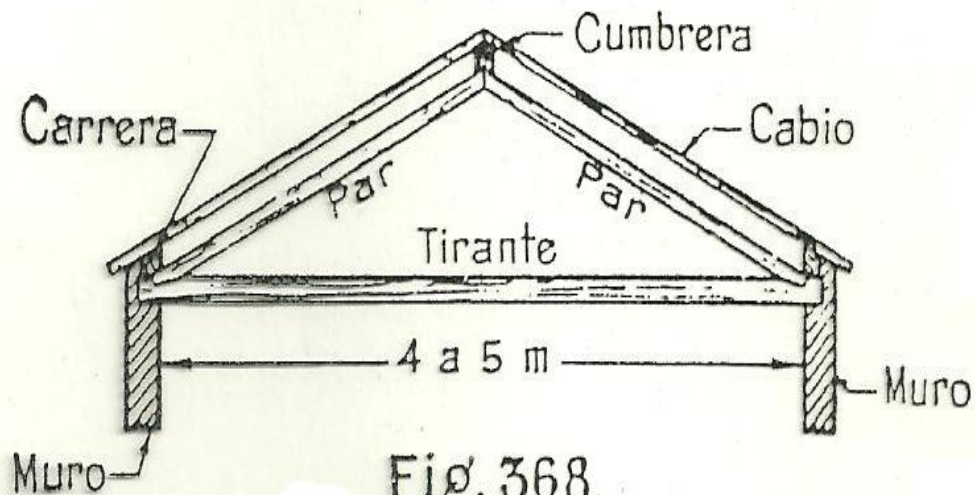 Cumbrera
Carrera
Cabio
Par
Par
Tirante
4 a 5 m
Muro
Muro
Fig. 368